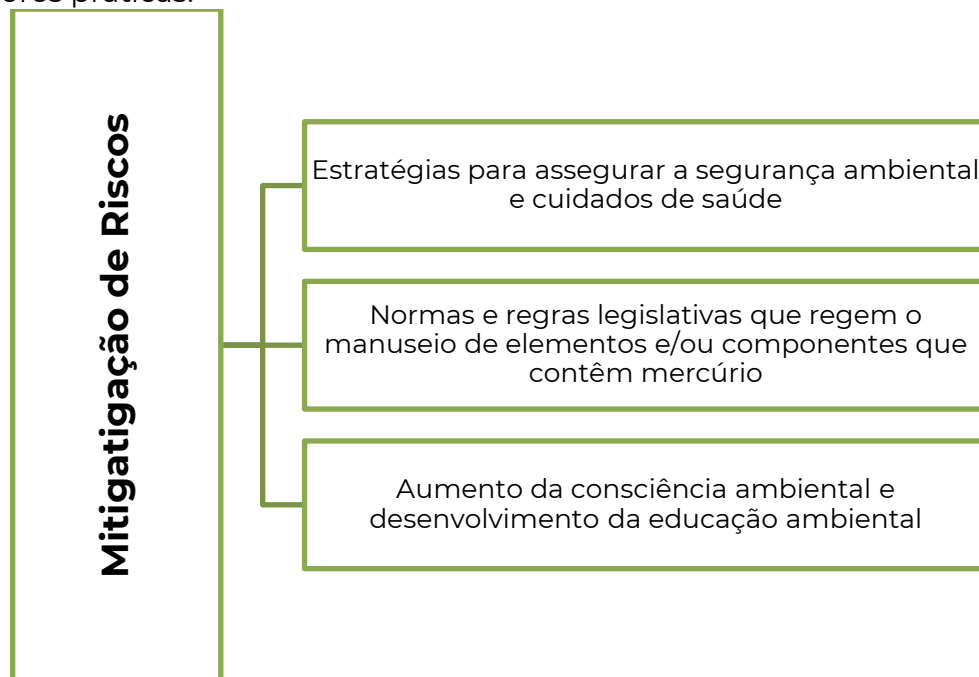 práticas.
Mitigatigação de Riscos
Estratégias para assegurar a segurança ambiental
e cuidados de saúde
Normas e regras legislativas que regem o
manuseio de elementos e/ou componentes que
contêm mercúrio
Aumento da consciência ambiental e
desenvolvimento da educação ambiental